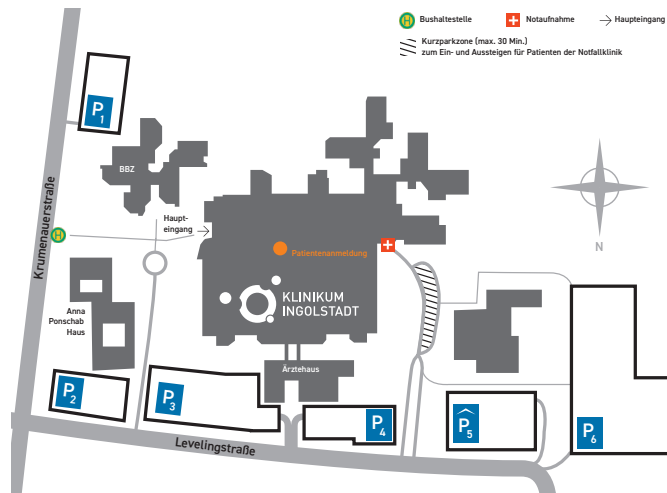 H Bushaltestelle
Notaufnahme
Haupteingang
Kurzparkzone (max. 30 Min.)
zum Ein- und Aussteigen für Patienten der Notfallklinik
P1
BBZ
Krumenauerstraße
H
Haupt-
eingang
Patientenanmeldung
N
KLINIKUM
INGOLSTADT
Anna
Ponschab
Haus
Ärztehaus
P2
P3
P4
P5
P6
Levelingstraße